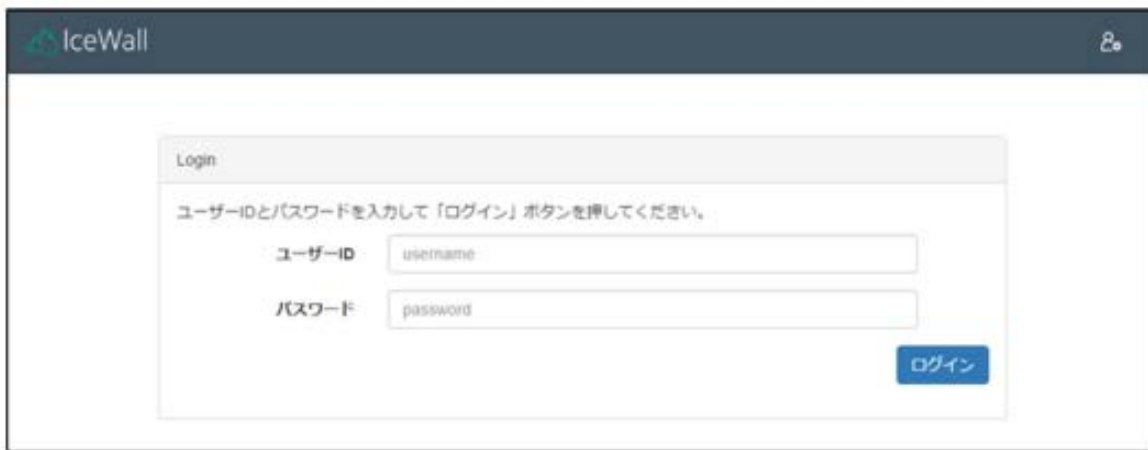 IceWall
Login
ユーザーIDとパスワードを入力して「ログイン」ボタンを押してください。
ユーザーID
username
パスワード
password
ログイン